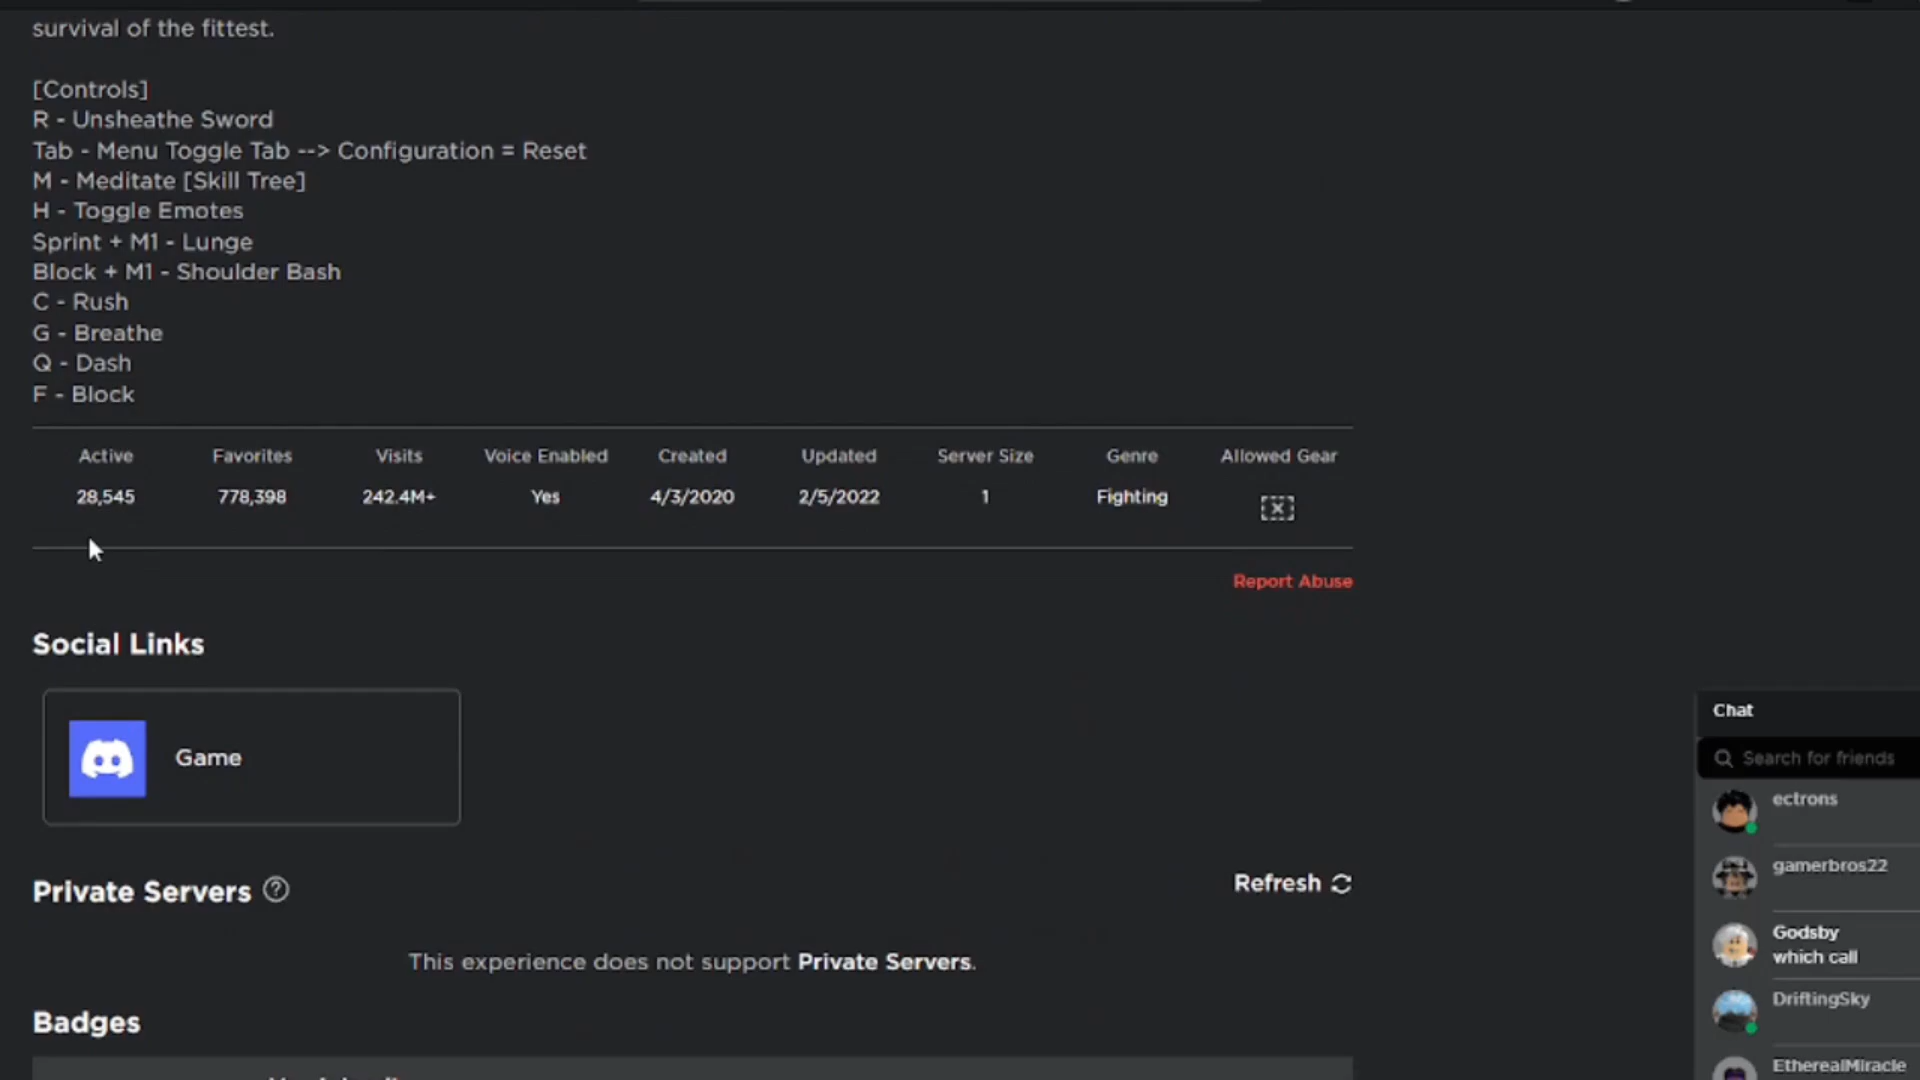 survival of the fittest.
[Controls]
R - Unsheathe Sword
Tab - Menu Toggle Tab --> Configuration = Reset
M - Meditate [Skill Tree]
H - Toggle Emotes
Sprint + M1 - Lunge
Block + M1 - Shoulder Bash
C - Rush
G - Breathe
Q - Dash
F - Block
Active Favorites Visits Voice Enabled Created Updated Server Size Genre Allowed Gear
28,545 778,398 242.4M+ Yes 4/3/2020 2/5/2022 1 Fighting
Report Abuse
Social Links
Game
Private Servers
Refresh
This experience does not support Private Servers.
Badges
Chat
Search for friends
ectrons
gamerbros22
Godsby
which call
DriftingSky
EtherealMiracle